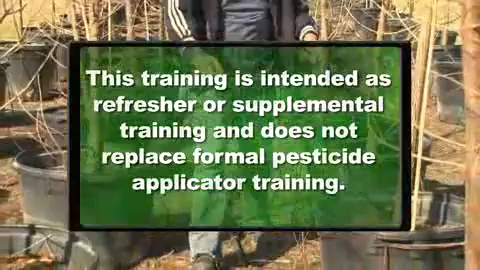 This training is intended as
refresher or supplemental
training and does not
replace formal pesticide
applicator training.